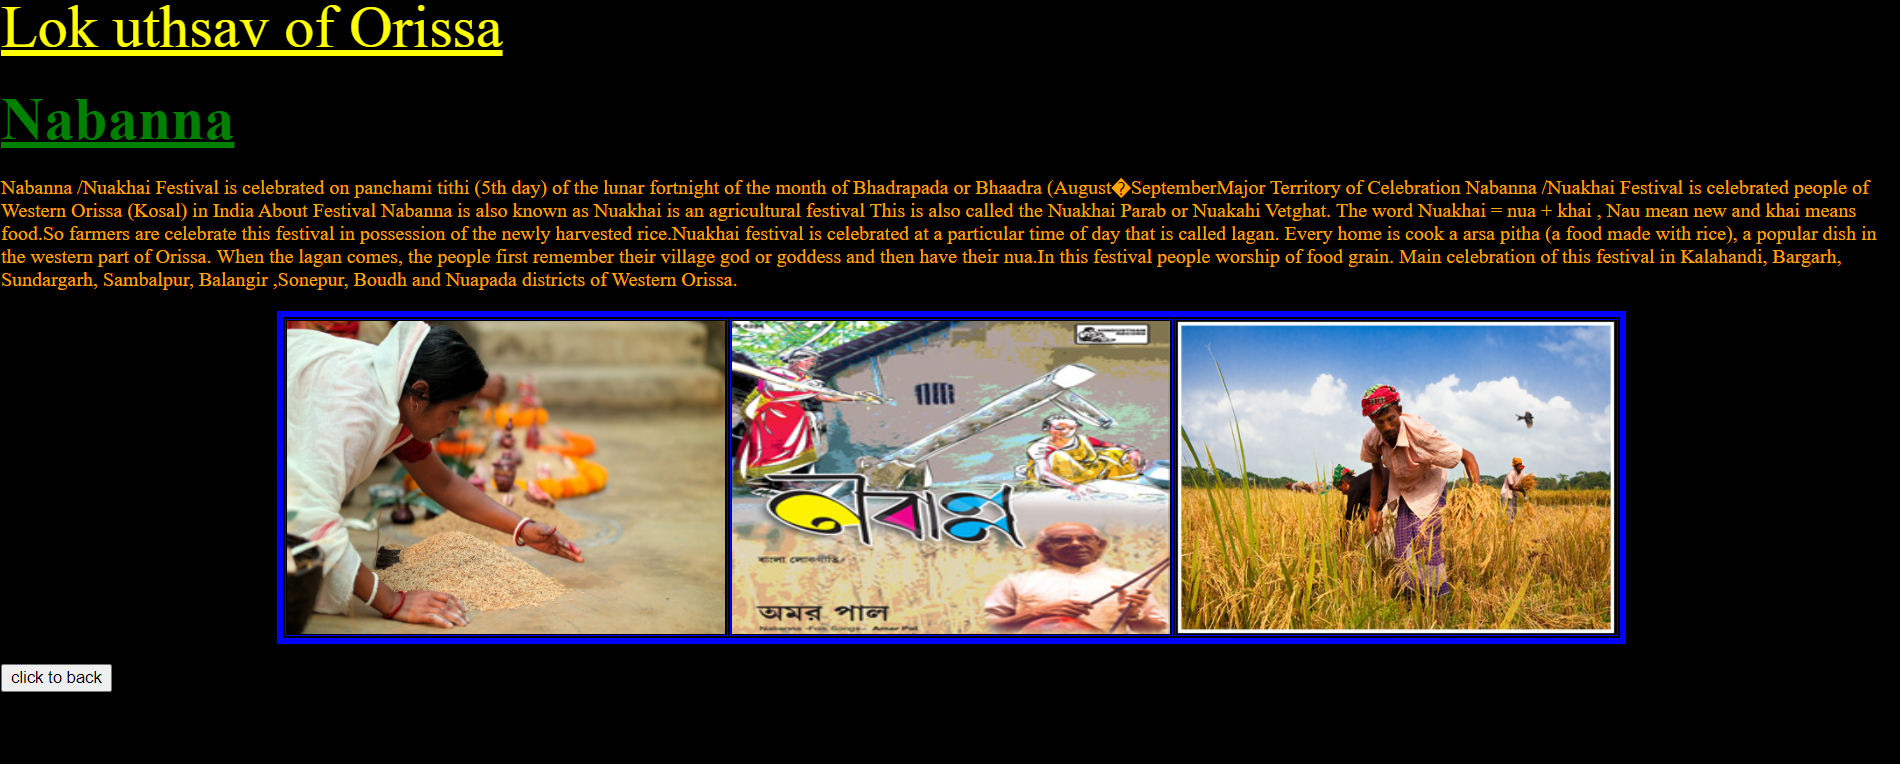 Lok uthsav of Orissa
Nabanna
Nabanna /Nuakhai Festival is celebrated on panchami tithi (5th day) of the lunar fortnight of the month of Bhadrapada or Bhaadra (August�SeptemberMajor Territory of Celebration Nabanna /Nuakhai Festival is celebrated people of
Western Orissa (Kosal) in India About Festival Nabanna is also known as Nuakhai is an agricultural festival This is also called the Nuakhai Parab or Nuakahi Vetghat. The word Nuakhai = nua + khai , Nau mean new and khai means
food.So farmers are celebrate this festival in possession of the newly harvested rice.Nuakhai festival is celebrated at a particular time of day that is called lagan. Every home is cook a arsa pitha (a food made with rice), a popular dish in
the western part of Orissa. When the lagan comes, the people first remember their village god or goddess and then have their nua.In this festival people worship of food grain. Main celebration of this festival in Kalahandi, Bargarh,
Sundargarh, Sambalpur, Balangir ,Sonepur, Boudh and Nuapada districts of Western Orissa.
নবান্ন
বাংলা লোকগীতি
অমর পাল
Nabanna -Folk Songs- Amar Pal
click to back